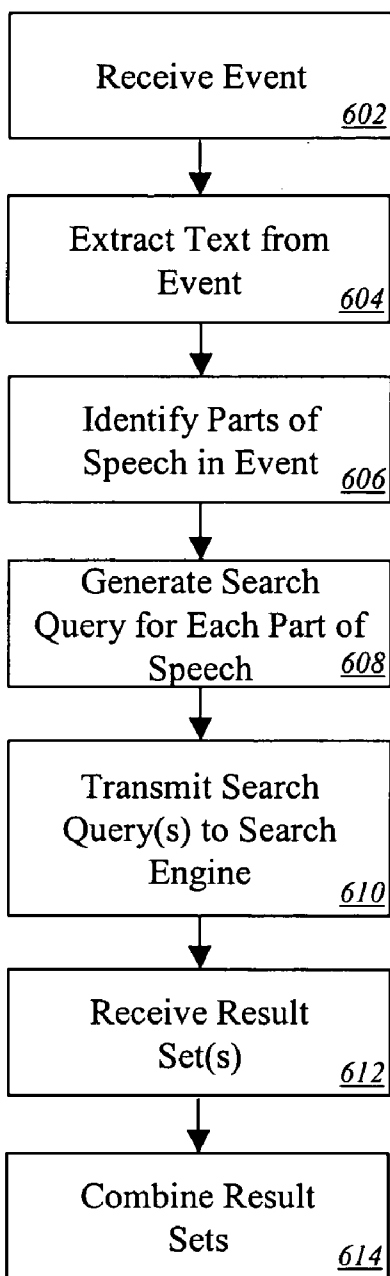 Receive Event
602
Extract Text from
Event
604
Identify Parts of
Speech in Event
606
Generate Search
Query for Each Part of
Speech
608
Transmit Search
Query(s) to Search
Engine
610
Receive Result
Set(s)
612
Combine Result
Sets
614